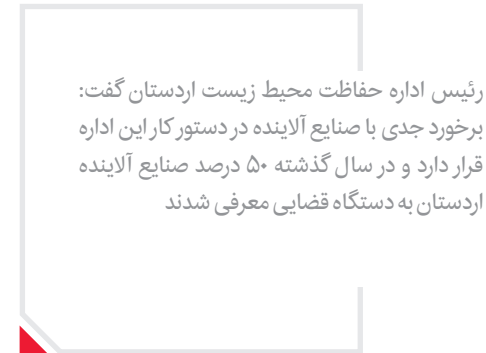 رئیس اداره حفاظت محیط زیست اردستان گفت:
برخورد جدی با صنایع آلاینده در دستور کار این اداره
قرار دارد و در سال گذشته ۵۰ درصد صنایع آلاینده
اردستان به دستگاه قضایی معرفی شدند